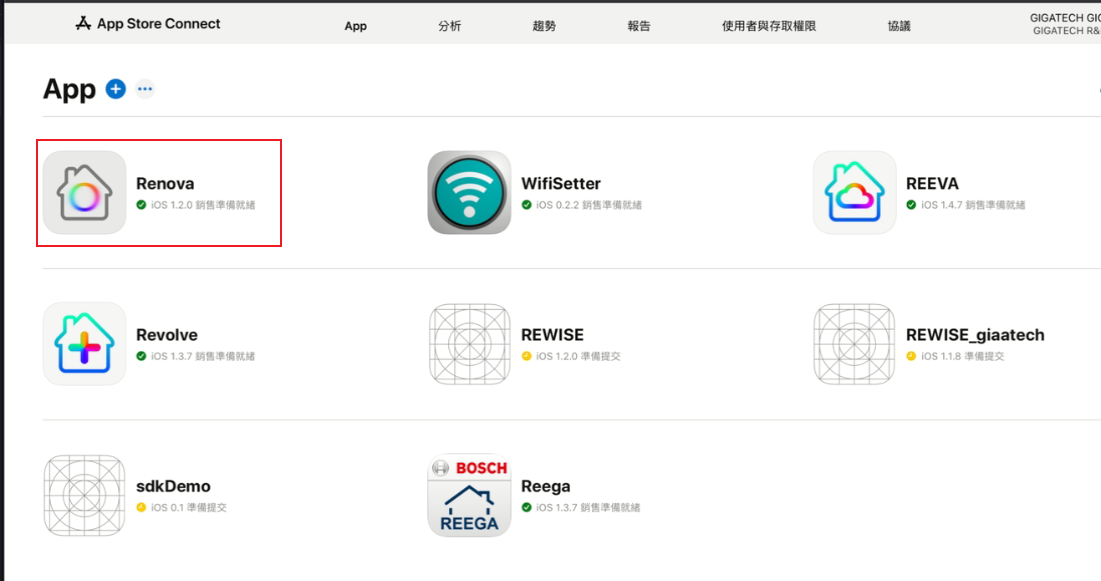 App Store Connect
App
分析
趨勢
報告
使用者與存取權限
協議
GIGATECH
GIGATECH
App
Renova
iOS 1.2.0 銷售準備就緒
WifiSetter
iOS 0.2.2 銷售準備就緒
REEVA
iOS 1.4.7 銷售準備就緒
Revolve
iOS 1.3.7 銷售準備就緒
REWISE
iOS 1.2.0 準備提交
REWISE_giaatech
iOS 1.1.8 準備提交
sdkDemo
iOS 0.1 準備提交
BOSCH
REEGA
Reega
iOS 1.3.7 銷售準備就緒